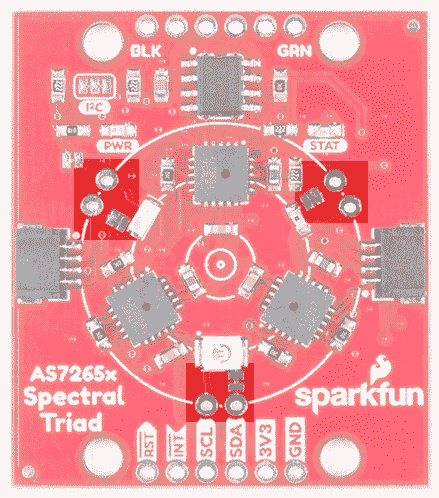 BLK
GRN
I²C
PWR
STAT
AS7265x
Spectral
Triad
sparkfun
RST
INT
SCL
SDA
3V3
GND